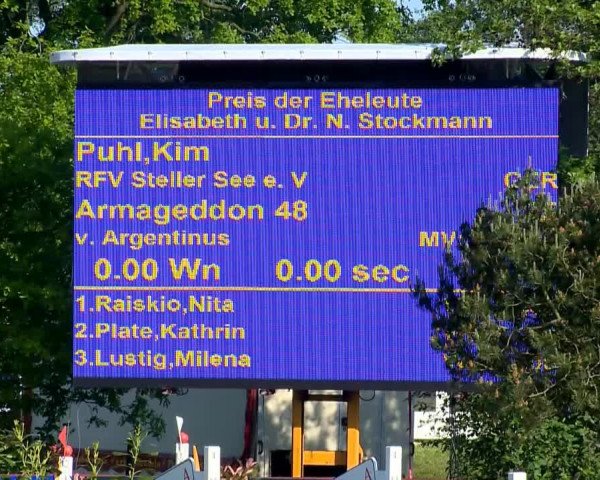 Preis der Eheleute
Elisabeth u. Dr. N. Stockmann
Puhl,Kim
RFV Steller See e. V GER
Armageddon 48
v. Argentinus MV
0.00 Wn 0.00 sec
1.Raiskio,Nita
2.Plate,Kathrin
3.Lustig,Milena